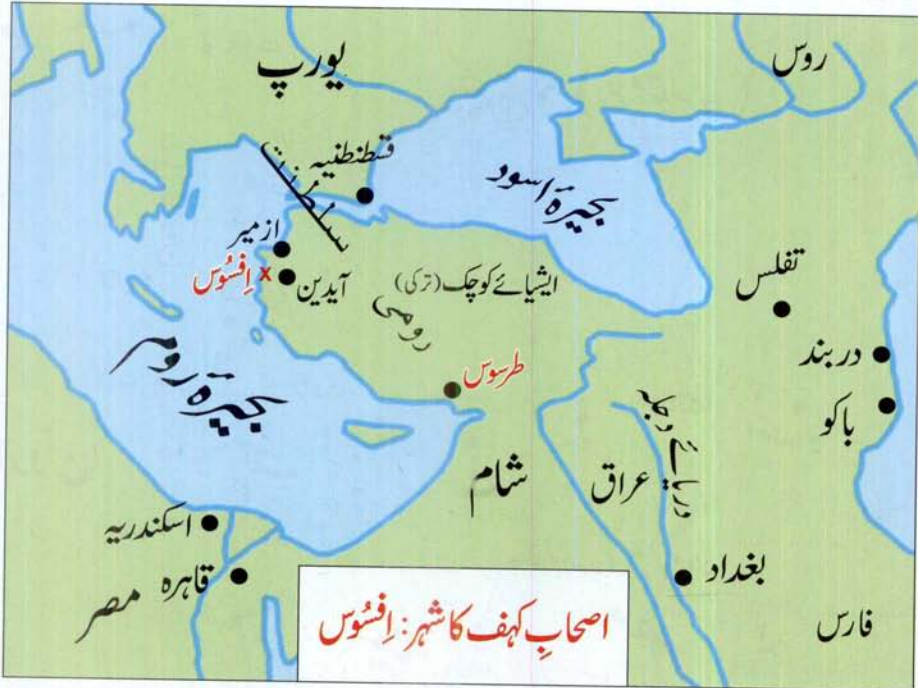 یورپ
روس
قسطنطنیہ
سلطنت
بحیرۂ اسود
ازمیر
اِفسُوس
آیدین
ایشیائے کوچک (ترکی)
رومی
تفلس
دربند
باکو
طرسوس
بحیرۂ روم
شام
عراق
دریائے دجلہ
بغداد
اسکندریہ
قاہرہ
مصر
فارس
اصحابِ کہف کا شہر: اِفسُوس